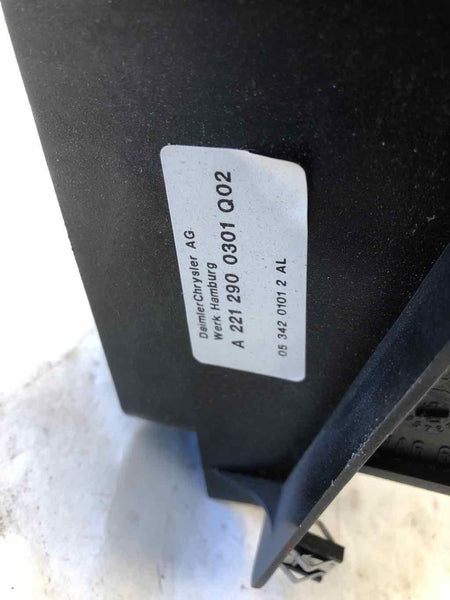 DaimlerChrysler AG
Werk Hamburg
A 221 290 0301 Q02
05 342 0101 2 AL